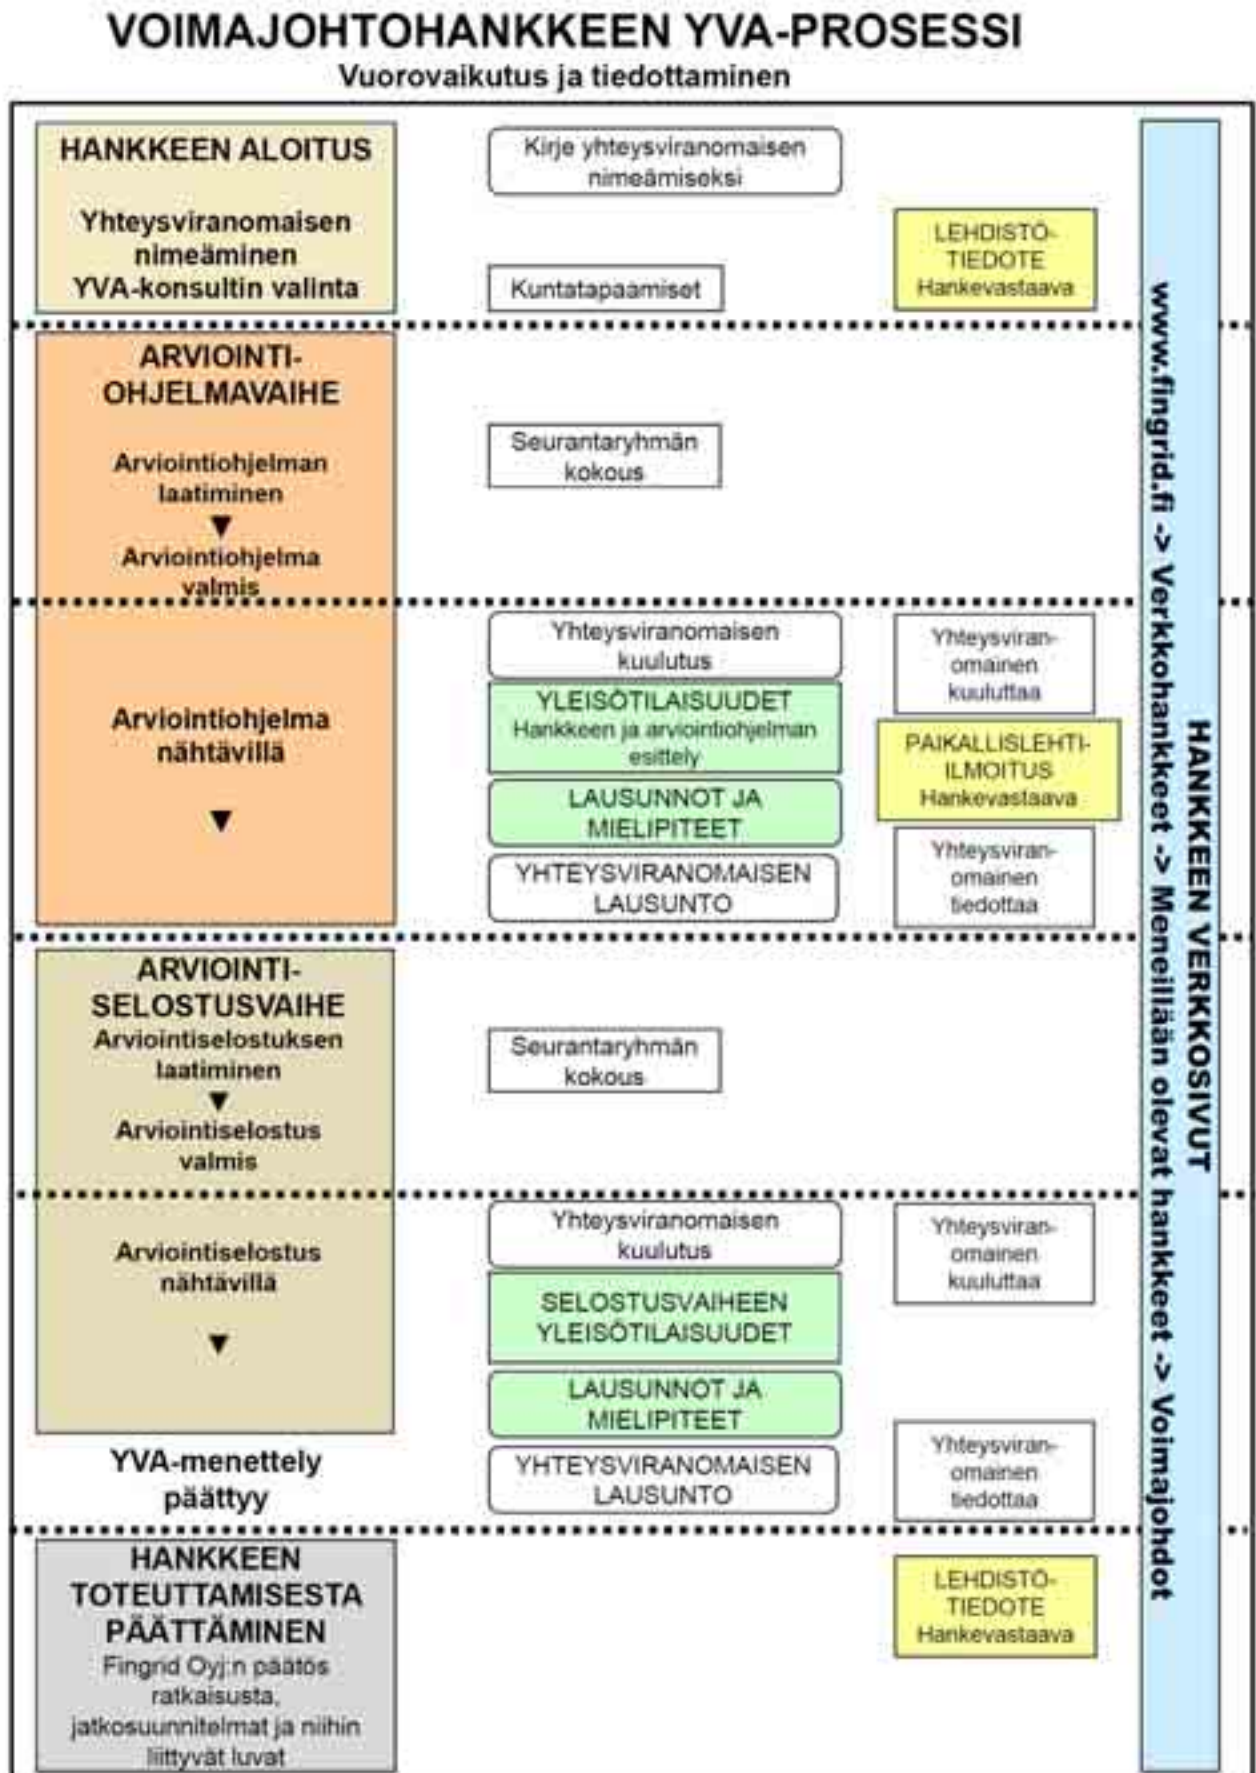 VOIMAJOHTOHANKKEEN YVA-PROSESSI
Vuorovaikutus ja tiedottaminen
HANKKEEN ALOITUS
Yhteysviranomaisen
nimeäminen
YVA-konsultin valinta
Kirje yhteysviranomaisen
nimeämiseksi
Kuntatapaamiset
LEHDISTÖ-
TIEDOTE
Hankevastaava
ARVIOINTI-
OHJELMAVAIHE
Arviointiohjelman
laatiminen
▼
Arviointiohjelma
valmis
Seurantaryhmän
kokous
Arviointiohjelma
nähtävillä
▼
Yhteysviranomaisen
kuulutus
YLEISÖTILAISUUDET
Hankkeen ja arviointiohjelman
esittely
LAUSUNNOT JA
MIELIPITEET
YHTEYSVIRANOMAISEN
LAUSUNTO
Yhteysviran-
omainen
kuuluttaa
PAIKALLISLEHTI-
ILMOITUS
Hankevastaava
Yhteysviran-
omainen
tiedottaa
ARVIOINTI-
SELOSTUSVAIHE
Arviointiselostuksen
laatiminen
▼
Arviointiselostus
valmis
Seurantaryhmän
kokous
Arviointiselostus
nähtävillä
▼
YVA-menettely
päättyy
Yhteysviranomaisen
kuulutus
SELOSTUSVAIHEEN
YLEISÖTILAISUUDET
LAUSUNNOT JA
MIELIPITEET
YHTEYSVIRANOMAISEN
LAUSUNTO
Yhteysviran-
omainen
kuuluttaa
Yhteysviran-
omainen
tiedottaa
HANKKEEN
TOTEUTTAMISESTA
PÄÄTTÄMINEN
Fingrid Oyj:n päätös
ratkaisusta,
jatkosuunnitelmat ja niihin
liittyvät luvat
LEHDISTÖ-
TIEDOTE
Hankevastaava
HANKKEEN VERKKOSIVUT
www.fingrid.fi -> Verkkohankkeet -> Meneillään olevat hankkeet -> Voimajohdot